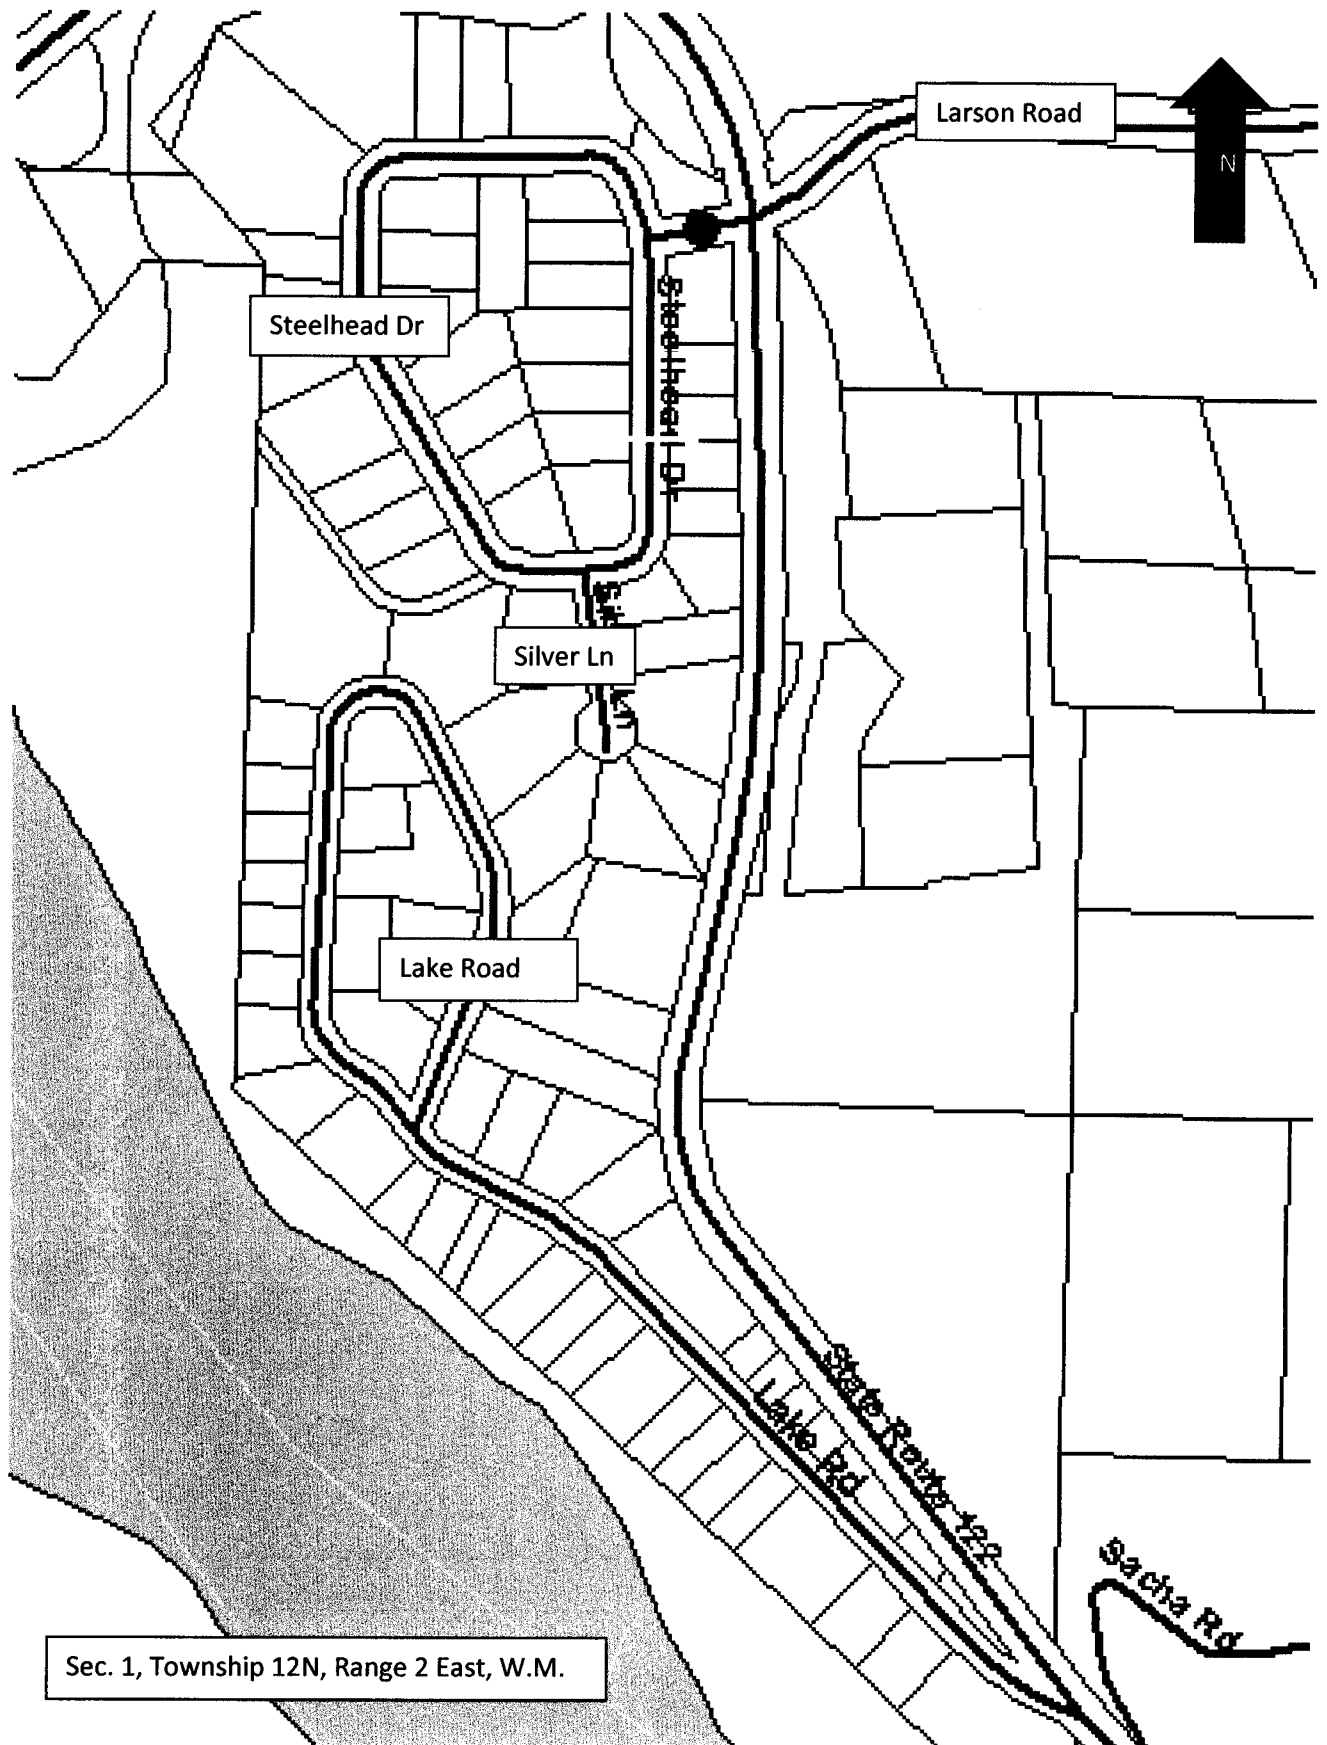 Larson Road
N
Steelhead Dr
Steelhead Dr
Silver Ln
Ln
Lake Road
State Route 122
Lake Rd
Sacha Rd
Sec. 1, Township 12N, Range 2 East, W.M.